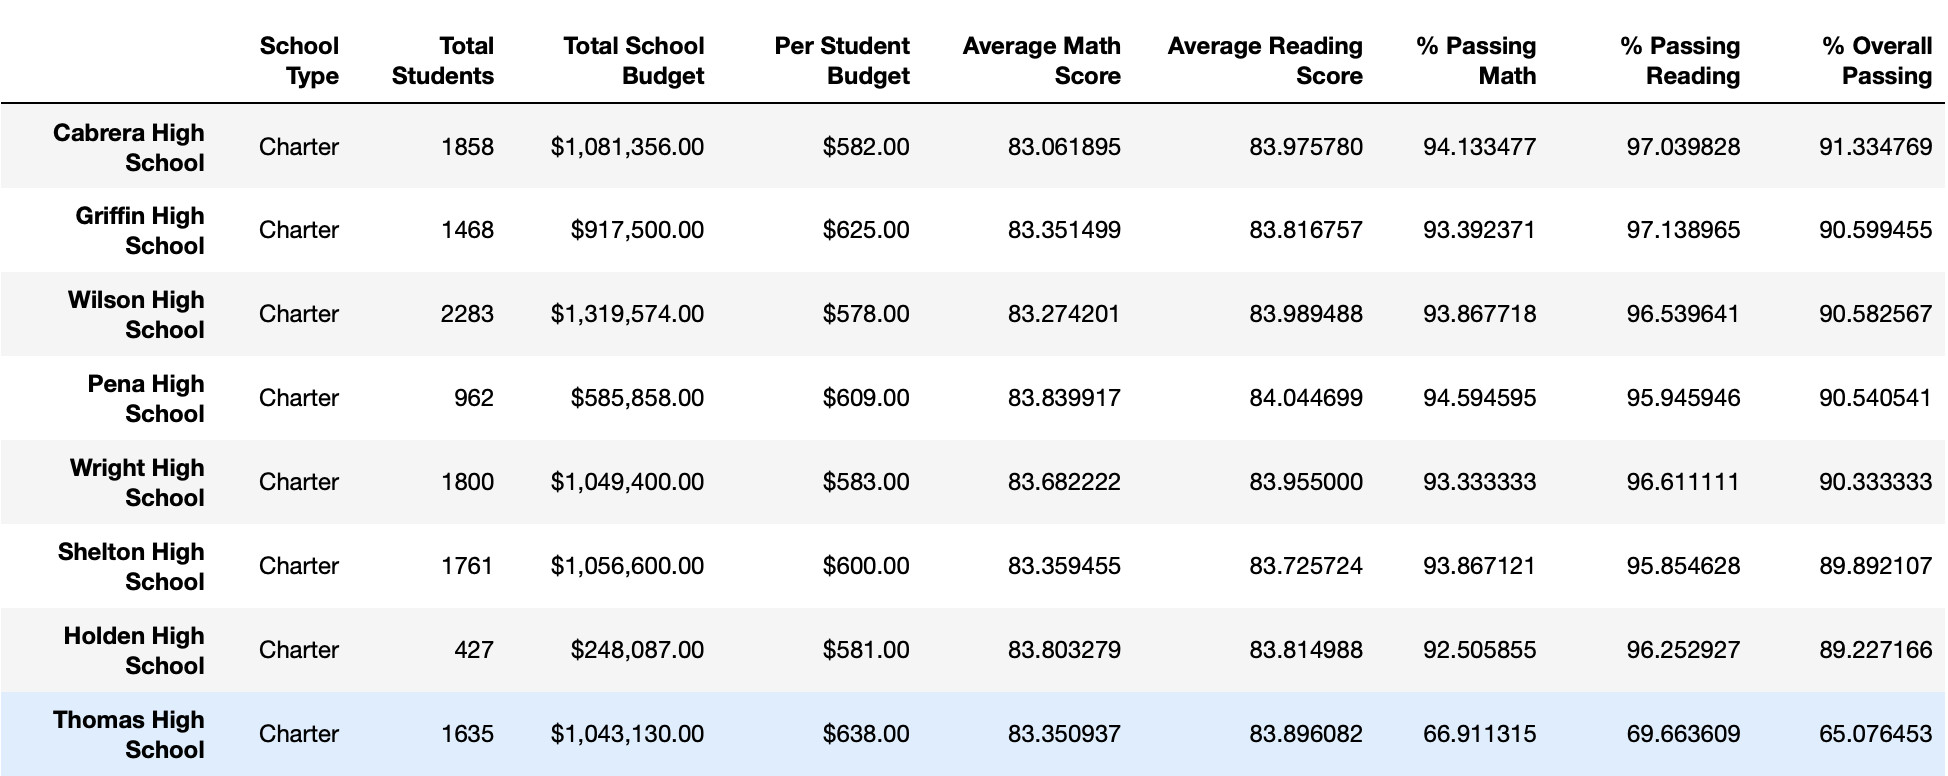 School Type Total Students Total School Budget Per Student Budget Average Math Score Average Reading Score % Passing Math % Passing Reading % Overall Passing
Cabrera High School Charter 1858 $1,081,356.00 $582.00 83.061895 83.975780 94.133477 97.039828 91.334769
Griffin High School Charter 1468 $917,500.00 $625.00 83.351499 83.816757 93.392371 97.138965 90.599455
Wilson High School Charter 2283 $1,319,574.00 $578.00 83.274201 83.989488 93.867718 96.539641 90.582567
Pena High School Charter 962 $585,858.00 $609.00 83.839917 84.044699 94.594595 95.945946 90.540541
Wright High School Charter 1800 $1,049,400.00 $583.00 83.682222 83.955000 93.333333 96.611111 90.333333
Shelton High School Charter 1761 $1,056,600.00 $600.00 83.359455 83.725724 93.867121 95.854628 89.892107
Holden High School Charter 427 $248,087.00 $581.00 83.803279 83.814988 92.505855 96.252927 89.227166
Thomas High School Charter 1635 $1,043,130.00 $638.00 83.350937 83.896082 66.911315 69.663609 65.076453